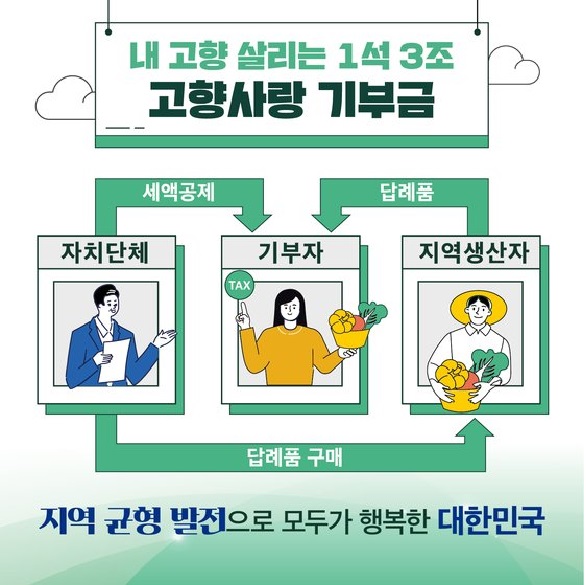 내 고향 살리는 1석 3조
고향사랑 기부금
세액공제
답례품
자치단체
기부자
지역생산자
TAX
답례품 구매
지역 균형 발전으로 모두가 행복한 대한민국